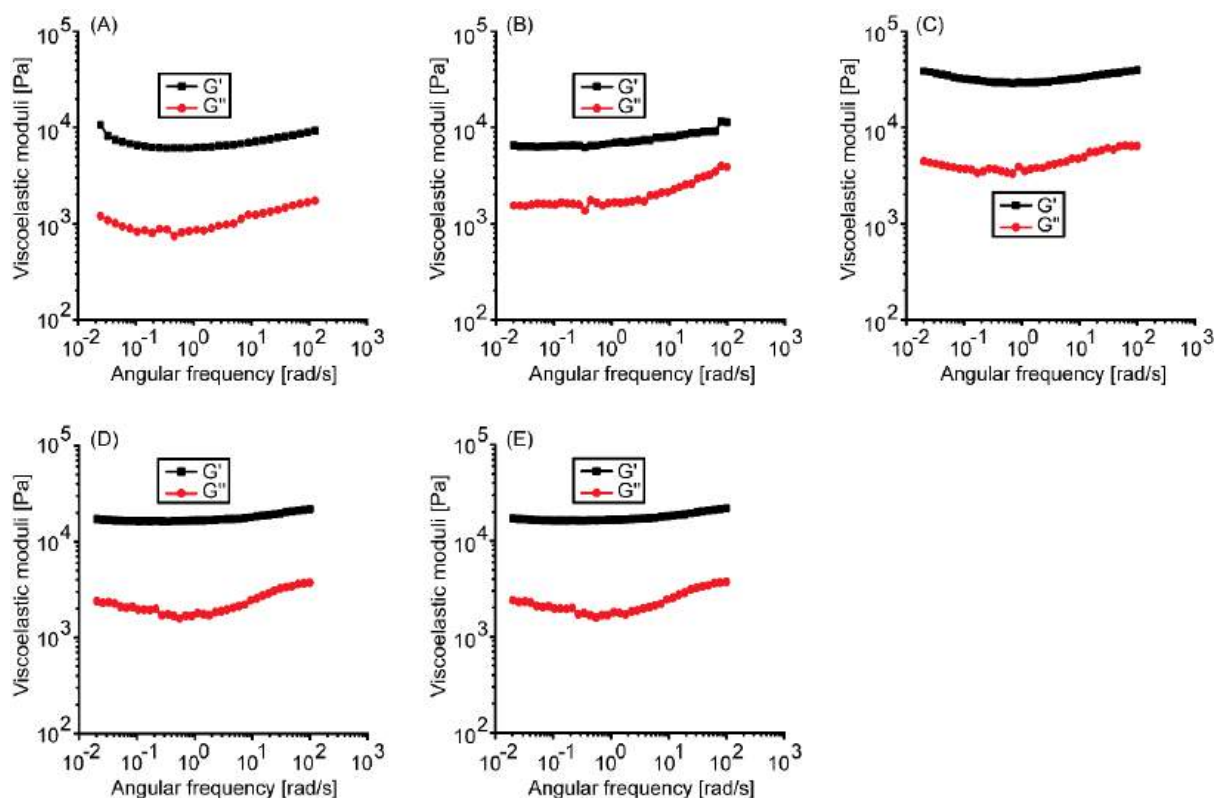 (A)
Viscoelastic moduli [Pa]
10^5
10^4
10^3
10^2
G'
G"
10^-2 10^-1 10^0 10^1 10^2 10^3
Angular frequency [rad/s]
(B)
Viscoelastic moduli [Pa]
10^5
10^4
10^3
10^2
G'
G"
10^-2 10^-1 10^0 10^1 10^2 10^3
Angular frequency [rad/s]
(C)
Viscoelastic moduli [Pa]
10^5
10^4
10^3
10^2
G'
G"
10^-2 10^-1 10^0 10^1 10^2 10^3
Angular frequency [rad/s]
(D)
Viscoelastic moduli [Pa]
10^5
10^4
10^3
10^2
G'
G"
10^-2 10^-1 10^0 10^1 10^2 10^3
Angular frequency [rad/s]
(E)
Viscoelastic moduli [Pa]
10^5
10^4
10^3
10^2
G'
G"
10^-2 10^-1 10^0 10^1 10^2 10^3
Angular frequency [rad/s]